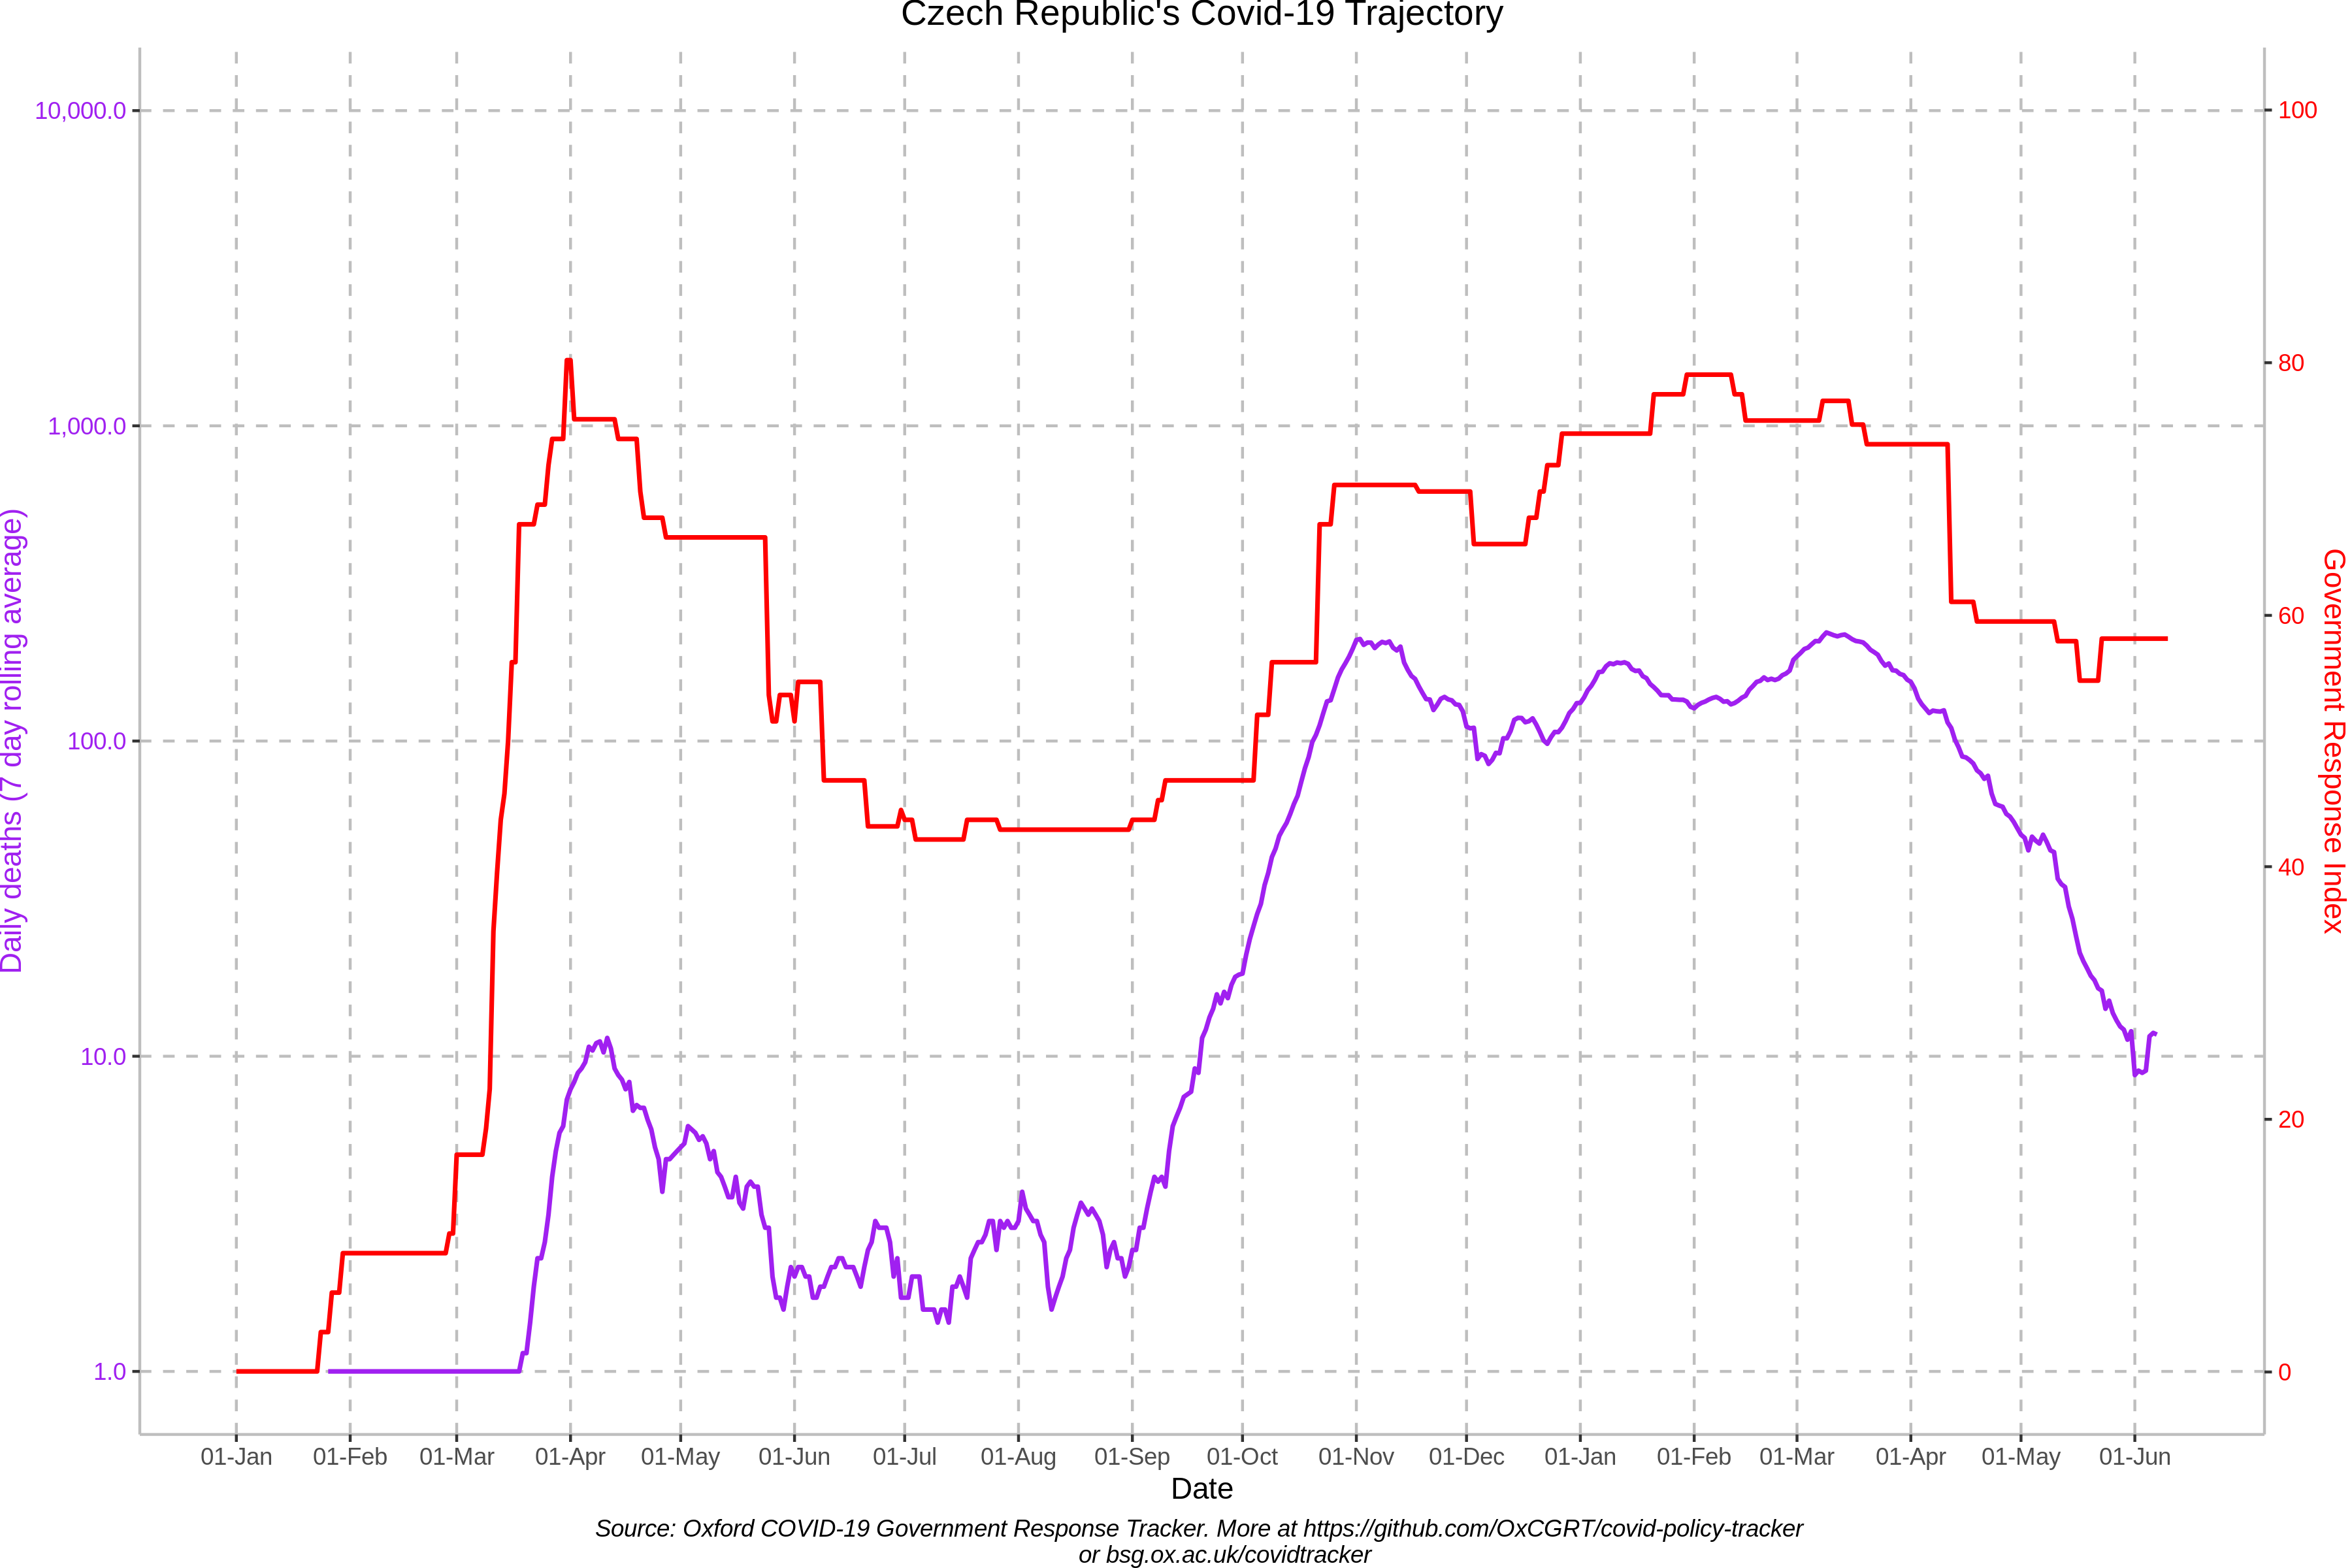 Czech Republic's Covid-19 Trajectory
10,000.0
1,000.0
100.0
10.0
1.0
Daily deaths (7 day rolling average)
100
80
60
40
20
0
Government Response Index
01-Jan 01-Feb 01-Mar 01-Apr 01-May 01-Jun 01-Jul 01-Aug 01-Sep 01-Oct 01-Nov 01-Dec 01-Jan 01-Feb 01-Mar 01-Apr 01-May 01-Jun
Date
Source: Oxford COVID-19 Government Response Tracker. More at https://github.com/OxCGRT/covid-policy-tracker
or bsg.ox.ac.uk/covidtracker